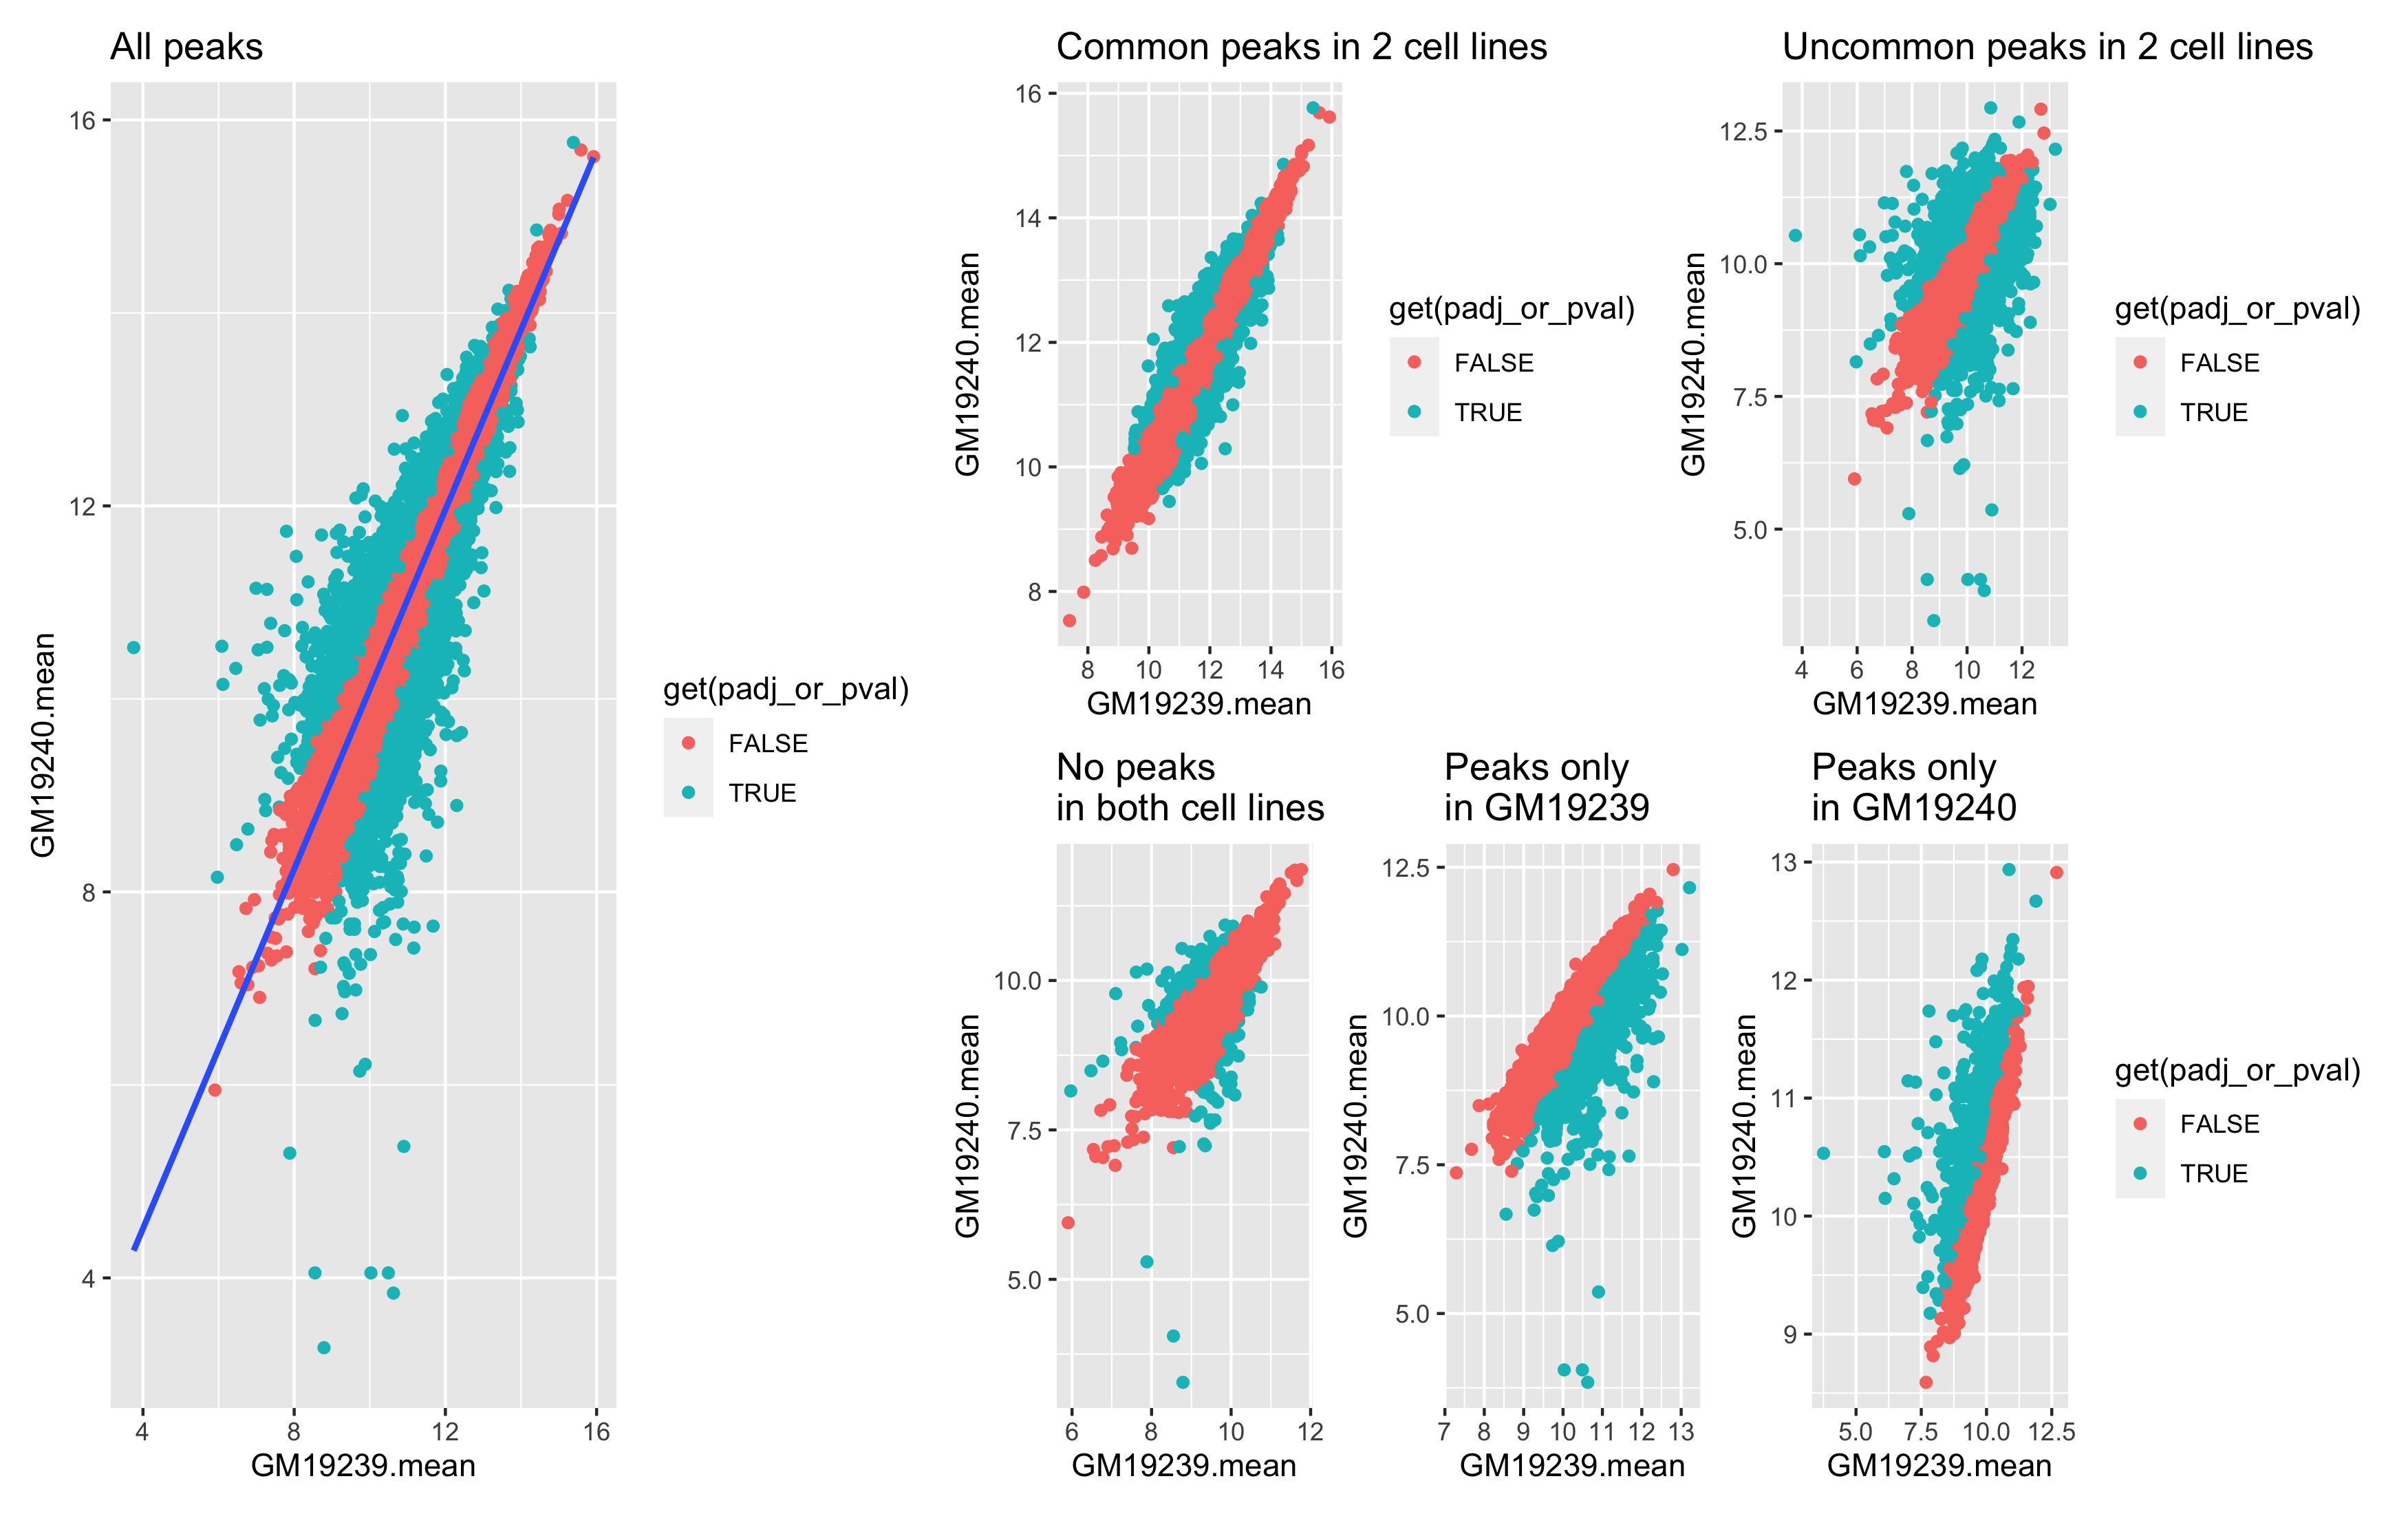 All peaks
16
12
8
4
4 8 12 16
GM19239.mean
GM19240.mean
get(padj_or_pval)
FALSE
TRUE
Common peaks in 2 cell lines
16
14
12
10
8
8 10 12 14 16
GM19239.mean
GM19240.mean
get(padj_or_pval)
FALSE
TRUE
Uncommon peaks in 2 cell lines
12.5
10.0
7.5
5.0
4 6 8 10 12
GM19239.mean
GM19240.mean
get(padj_or_pval)
FALSE
TRUE
No peaks
in both cell lines
10.0
7.5
5.0
6 8 10 12
GM19239.mean
GM19240.mean
Peaks only
in GM19239
12.5
10.0
7.5
5.0
7 8 9 10 11 12 13
GM19239.mean
GM19240.mean
Peaks only
in GM19240
13
12
11
10
9
5.0 7.5 10.0 12.5
GM19239.mean
GM19240.mean
get(padj_or_pval)
FALSE
TRUE